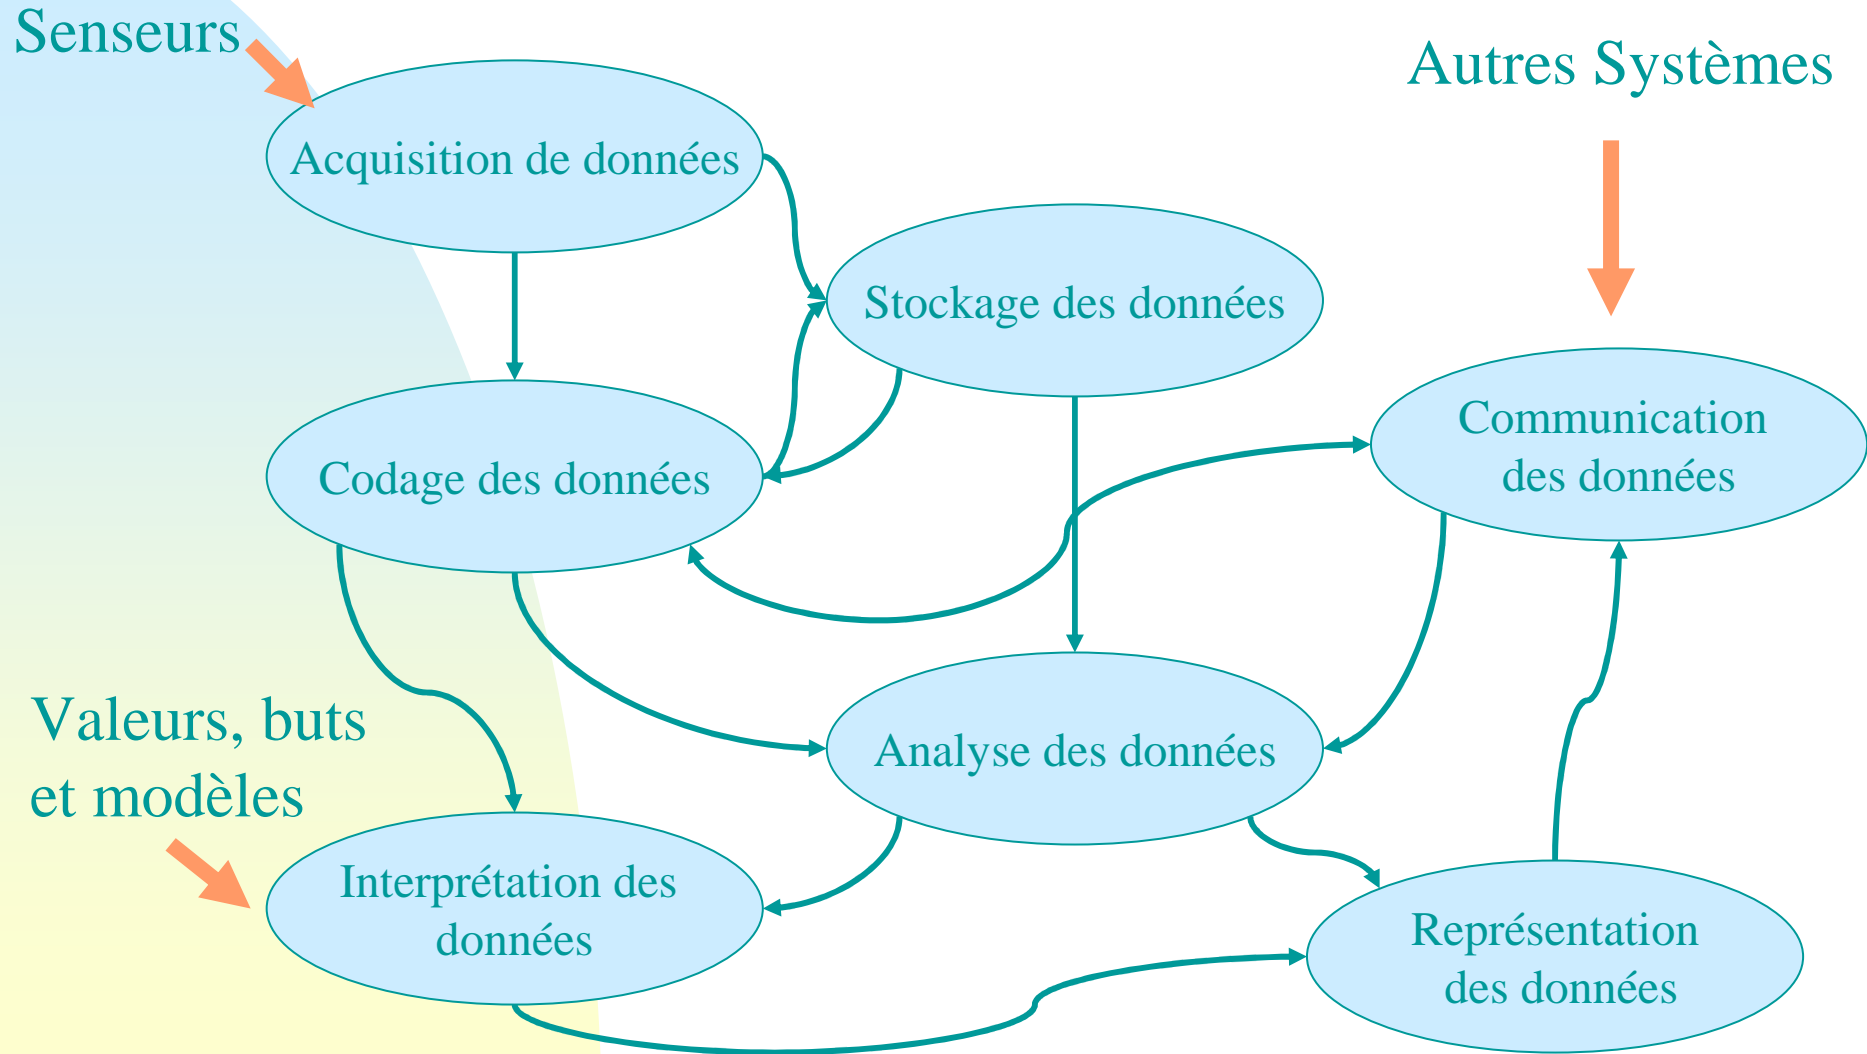 Senseurs
Autres Systèmes
Acquisition de données
Stockage des données
Communication
des données
Codage des données
Valeurs, buts
et modèles
Analyse des données
Interprétation des
données
Représentation
des données